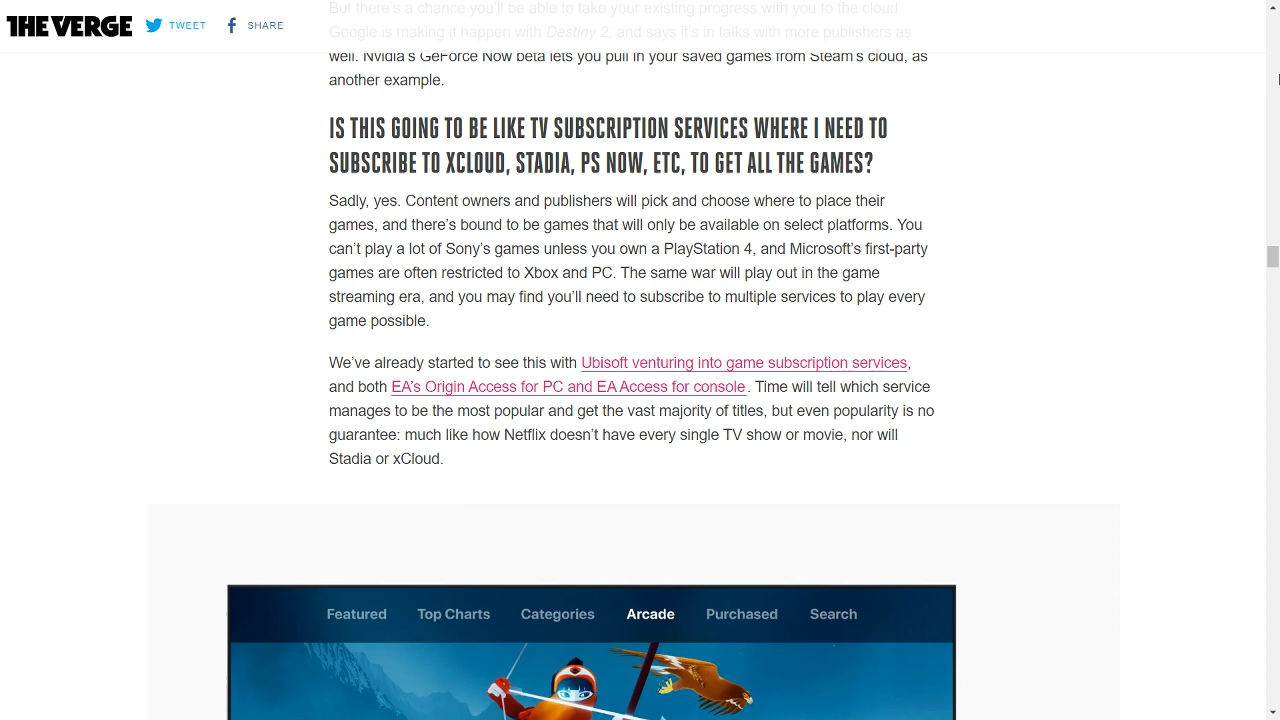 But there's a chance you'll be able to take your existing progress with you to the cloud.
THE VERGE TWEET SHARE
Google is making it happen with Destiny 2, and says it's in talks with more publishers as
well. Nvidia's GeForce Now beta lets you pull in your saved games from Steam's cloud, as
another example.
IS THIS GOING TO BE LIKE TV SUBSCRIPTION SERVICES WHERE I NEED TO
SUBSCRIBE TO XCLOUD, STADIA, PS NOW, ETC, TO GET ALL THE GAMES?
Sadly, yes. Content owners and publishers will pick and choose where to place their
games, and there's bound to be games that will only be available on select platforms. You
can't play a lot of Sony's games unless you own a PlayStation 4, and Microsoft's first-party
games are often restricted to Xbox and PC. The same war will play out in the game
streaming era, and you may find you'll need to subscribe to multiple services to play every
game possible.
We've already started to see this with Ubisoft venturing into game subscription services,
and both EA's Origin Access for PC and EA Access for console. Time will tell which service
manages to be the most popular and get the vast majority of titles, but even popularity is no
guarantee: much like how Netflix doesn't have every single TV show or movie, nor will
Stadia or xCloud.
Featured Top Charts Categories Arcade Purchased Search